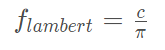 f_{lambert} = \frac{c}{\pi}